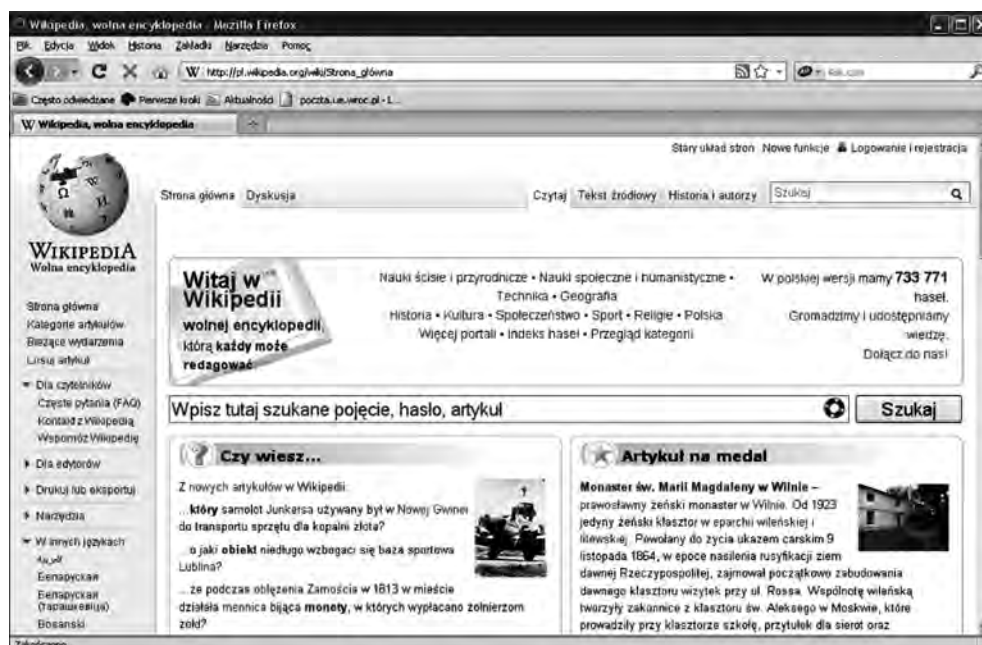 Wikipedia, wolna encyklopedia - Mozilla Firefox
Plik Edycja Widok Historia Zakładki Narzędzia Pomoc
W http://pl.wikipedia.org/wiki/Strona_główna
Często odwiedzane Pierwsze kroki Aktualności poczta.ue.wroc.pl - L...
W Wikipedia, wolna encyklopedia
Stary układ stron Nowe funkcje Logowanie i rejestracja
Strona główna Dyskusja Czytaj Tekst źródłowy Historia i autorzy Szukaj
WIKIPEDIA
Wolna encyklopedia
Strona główna
Kategorie artykułów
Bieżące wydarzenia
Losuj artykuł
Dla czytelników
Częste pytania (FAQ)
Kontakt z Wikipedią
Wspomóż Wikipedię
Dla edytorów
Drukuj lub eksportuj
Narzędzia
W innych językach
العربية
Беларуская
Беларуская
(тарашкевіца)
Bosanski
Witaj w
Wikipedii
wolnej encyklopedii,
którą każdy może
redagować.
Nauki ścisłe i przyrodnicze • Nauki społeczne i humanistyczne •
Technika • Geografia
Historia • Kultura • Społeczeństwo • Sport • Religie • Polska
Więcej portali • Indeks haseł • Przegląd kategorii
W polskiej wersji mamy 733 771
haseł.
Gromadzimy i udostępniamy
wiedzę.
Dołącz do nas!
Wpisz tutaj szukane pojęcie, hasło, artykuł Szukaj
Czy wiesz...
Z nowych artykułów w Wikipedii:
...który samolot Junkersa używany był w Nowej Gwinei
do transportu sprzętu dla kopalni złota?
...o jaki obiekt niedługo wzbogaci się baza sportowa
Lublina?
...że podczas oblężenia Zamościa w 1813 w mieście
działała mennica bijąca monety, w których wypłacano żołnierzom
żołd?
Artykuł na medal
Monaster św. Marii Magdaleny w Wilnie –
prawosławny żeński monaster w Wilnie. Od 1923
jedyny żeński klasztor w eparchii wileńskiej i
litewskiej. Powołany do życia ukazem carskim 9
listopada 1864, w epoce nasilenia rusyfikacji ziem
dawnej Rzeczypospolitej, zajmował początkowo zabudowania
dawnego klasztoru wizytek przy ul. Rossa. Wspólnotę wileńską
tworzyły zakonnice z klasztoru św. Aleksego w Moskwie, które
prowadziły przy klasztorze szkołę, przytułek dla sierot oraz